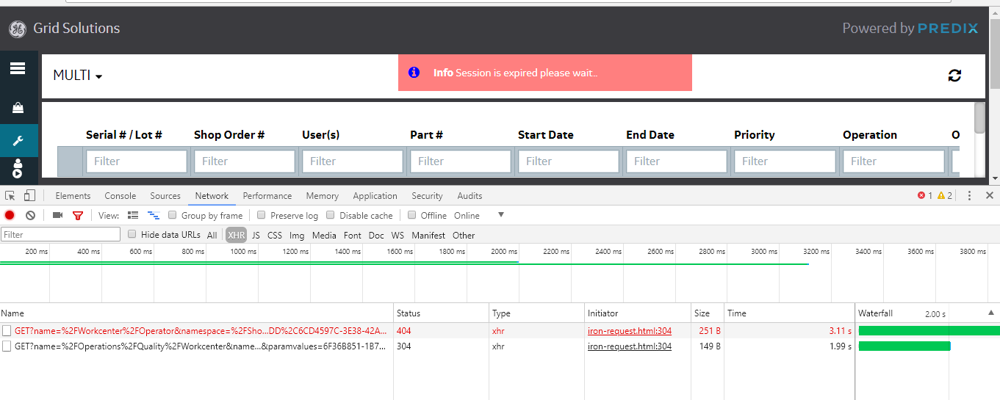 Grid Solutions
Powered by PREDIX
MULTI
Info Session is expired please wait..
Serial # / Lot # Shop Order # User(s) Part # Start Date End Date Priority Operation O
Filter Filter Filter Filter Filter Filter Filter Filter
Elements Console Sources Network Performance Memory Application Security Audits 1 2
View: Group by frame Preserve log Disable cache Offline Online
Filter Hide data URLs All XHR JS CSS Img Media Font Doc WS Manifest Other
200 ms 400 ms 600 ms 800 ms 1000 ms 1200 ms 1400 ms 1600 ms 1800 ms 2000 ms 2200 ms 2400 ms 2600 ms 2800 ms 3000 ms 3200 ms 3400 ms 3600 ms 3800 ms
Name Status Type Initiator Size Time Waterfall 2.00 s
GET?name=%2FWorkcenter%2FOperator&namespace=%2FSho...DD%2C6CD4597C-3E38-42A... 404 xhr iron-request.html:304 251 B 3.11 s
GET?name=%2FOperations%2FQuality%2FWorkcenter&name...&paramvalues=6F36B851-1B7... 304 xhr iron-request.html:304 149 B 1.99 s